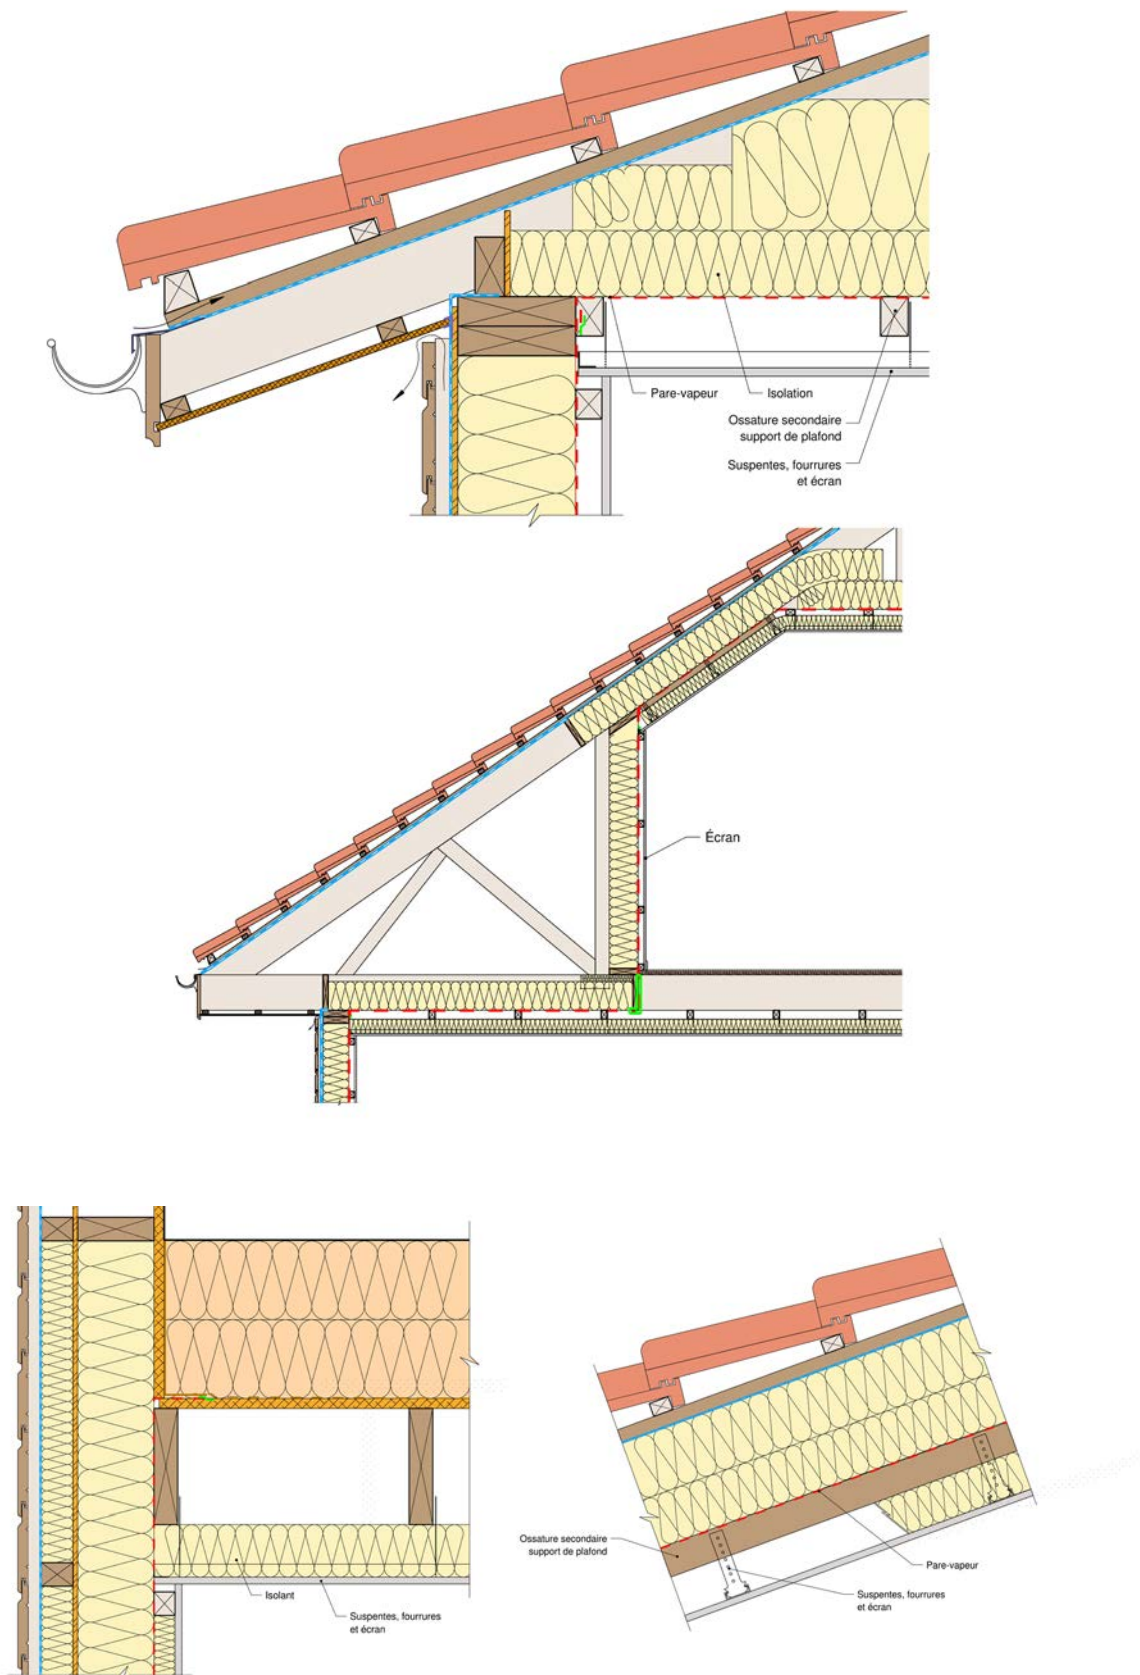 Pare-vapeur
Isolation
Ossature secondaire
support de plafond
Suspentes, fourrures
et écran
Écran
Isolant
Suspentes, fourrures
et écran
Ossature secondaire
support de plafond
Pare-vapeur
Suspentes, fourrures
et écran